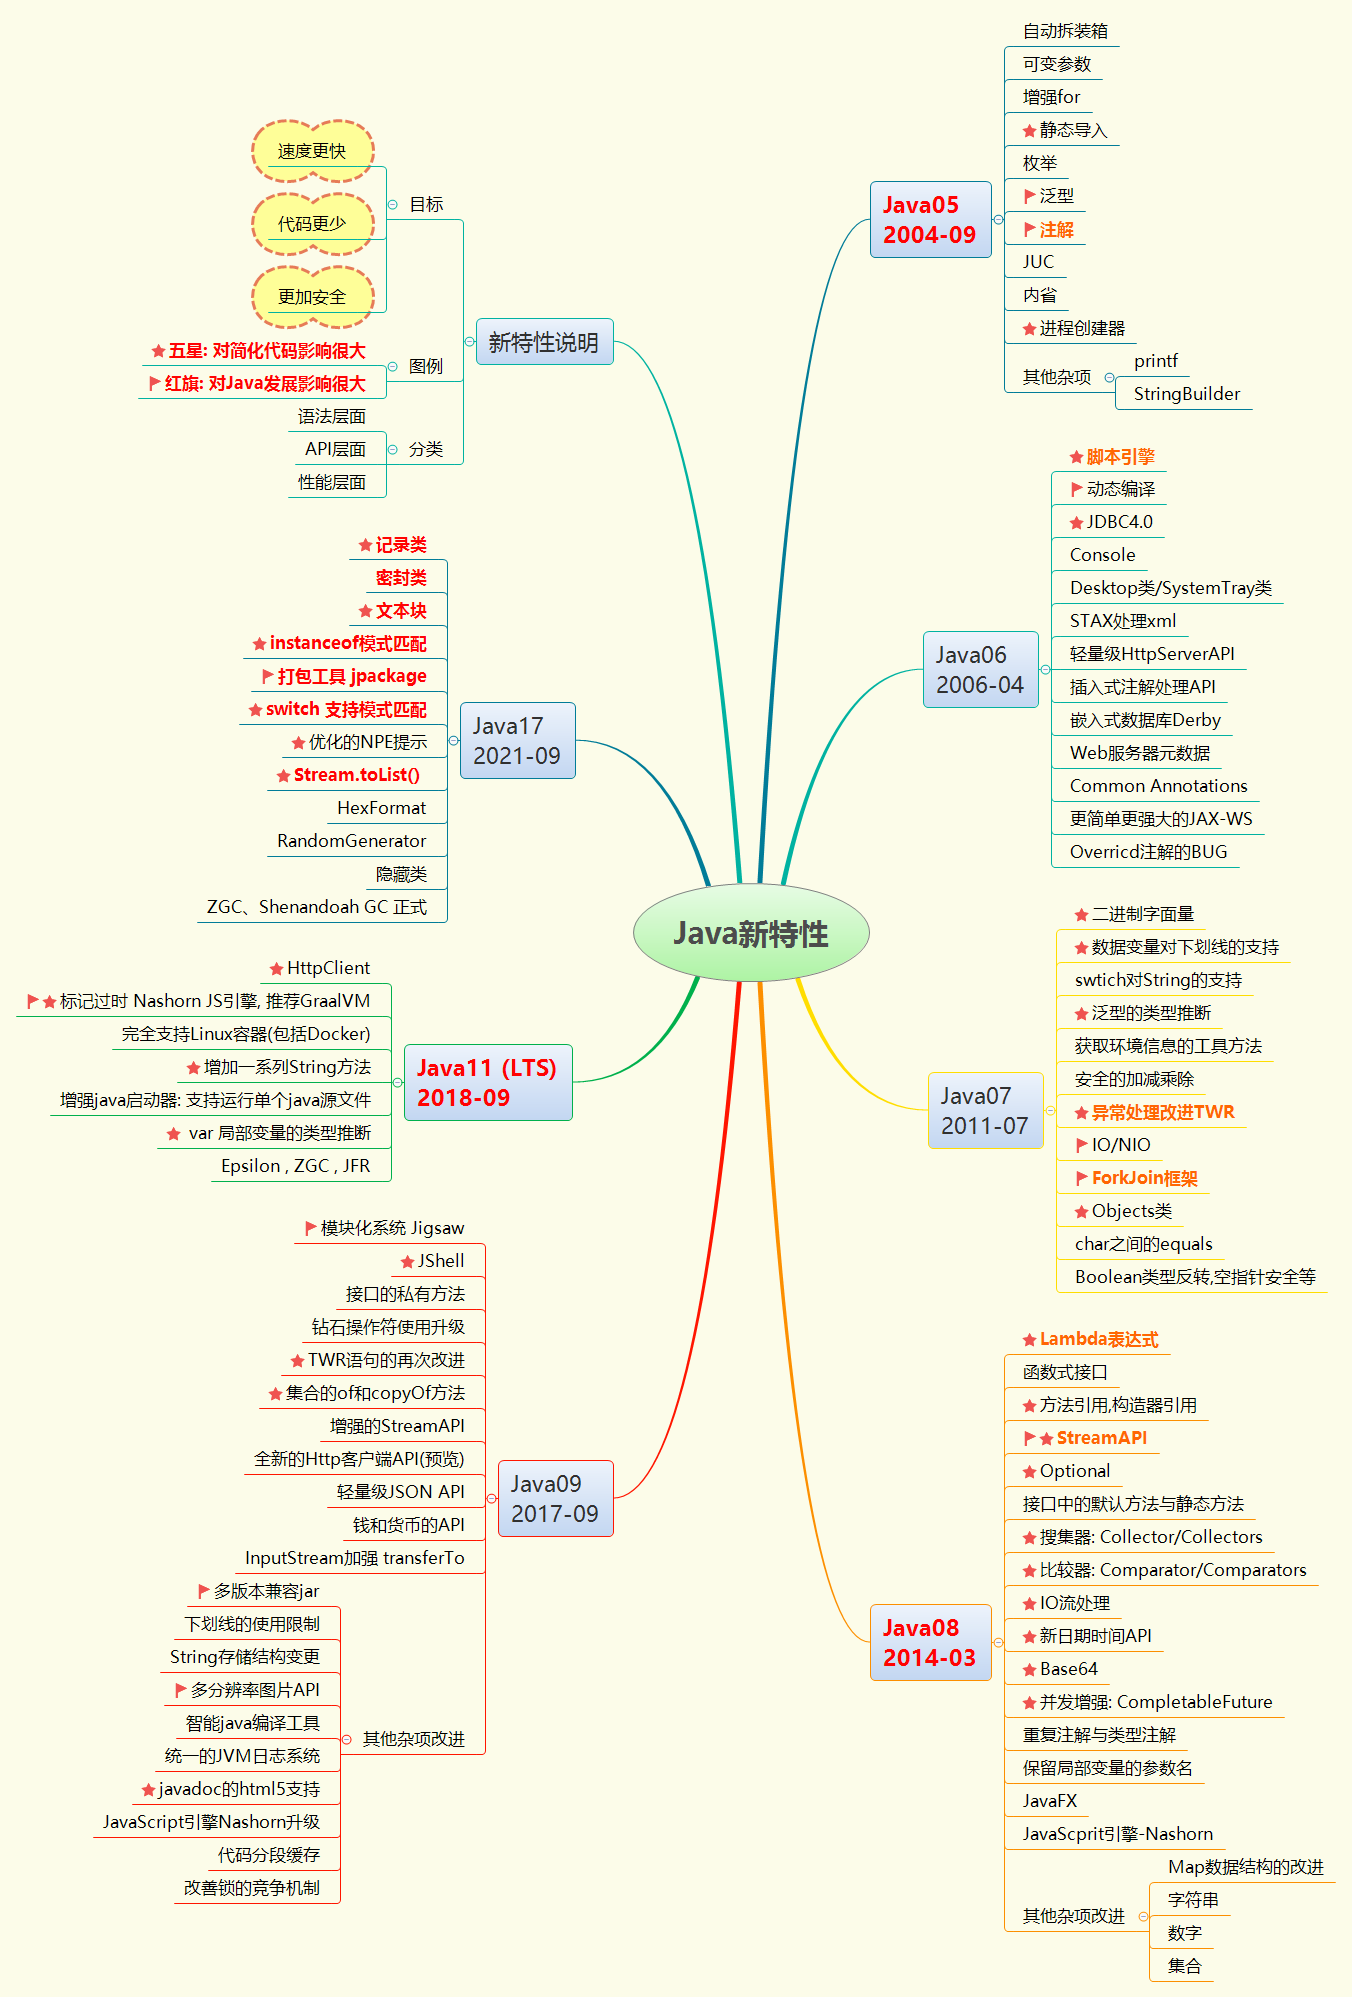 Java新特性
Java05
2004-09
自动拆装箱
可变参数
增强for
静态导入
枚举
泛型
注解
JUC
内省
进程创建器
其他杂项
printf
StringBuilder
Java06
2006-04
脚本引擎
动态编译
JDBC4.0
Console
Desktop类/SystemTray类
STAX处理xml
轻量级HttpServerAPI
插入式注解处理API
嵌入式数据库Derby
Web服务器元数据
Common Annotations
更简单更强大的JAX-WS
Overricd注解的BUG
Java07
2011-07
二进制字面量
数据变量对下划线的支持
swtich对String的支持
泛型的类型推断
获取环境信息的工具方法
安全的加减乘除
异常处理改进TWR
IO/NIO
ForkJoin框架
Objects类
char之间的equals
Boolean类型反转,空指针安全等
Java08
2014-03
Lambda表达式
函数式接口
方法引用,构造器引用
StreamAPI
Optional
接口中的默认方法与静态方法
搜集器: Collector/Collectors
比较器: Comparator/Comparators
IO流处理
新日期时间API
Base64
并发增强: CompletableFuture
重复注解与类型注解
保留局部变量的参数名
JavaFX
JavaScprit引擎-Nashorn
其他杂项改进
Map数据结构的改进
字符串
数字
集合
新特性说明
目标
速度更快
代码更少
更加安全
图例
五星: 对简化代码影响很大
红旗: 对Java发展影响很大
分类
语法层面
API层面
性能层面
Java17
2021-09
记录类
密封类
文本块
instanceof模式匹配
打包工具 jpackage
switch 支持模式匹配
优化的NPE提示
Stream.toList()
HexFormat
RandomGenerator
隐藏类
ZGC、Shenandoah GC 正式
Java11 (LTS)
2018-09
HttpClient
标记过时 Nashorn JS引擎, 推荐GraalVM
完全支持Linux容器(包括Docker)
增加一系列String方法
增强java启动器: 支持运行单个java源文件
var 局部变量的类型推断
Epsilon , ZGC , JFR
Java09
2017-09
模块化系统 Jigsaw
JShell
接口的私有方法
钻石操作符使用升级
TWR语句的再次改进
集合的of和copyOf方法
增强的StreamAPI
全新的Http客户端API(预览)
轻量级JSON API
钱和货币的API
InputStream加强 transferTo
其他杂项改进
多版本兼容jar
下划线的使用限制
String存储结构变更
多分辨率图片API
智能java编译工具
统一的JVM日志系统
javadoc的html5支持
JavaScript引擎Nashorn升级
代码分段缓存
改善锁的竞争机制